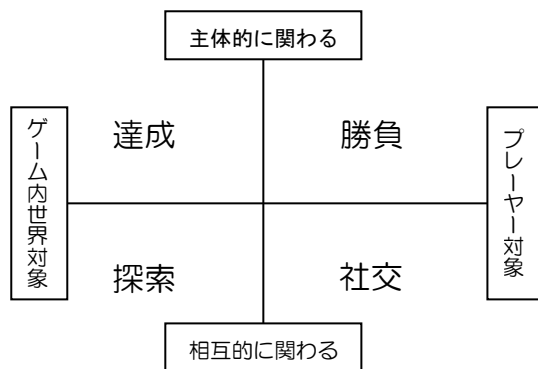 主体的に関わる
達成
勝負
ゲーム内世界対象
プレーヤー対象
探索
社交
相互的に関わる